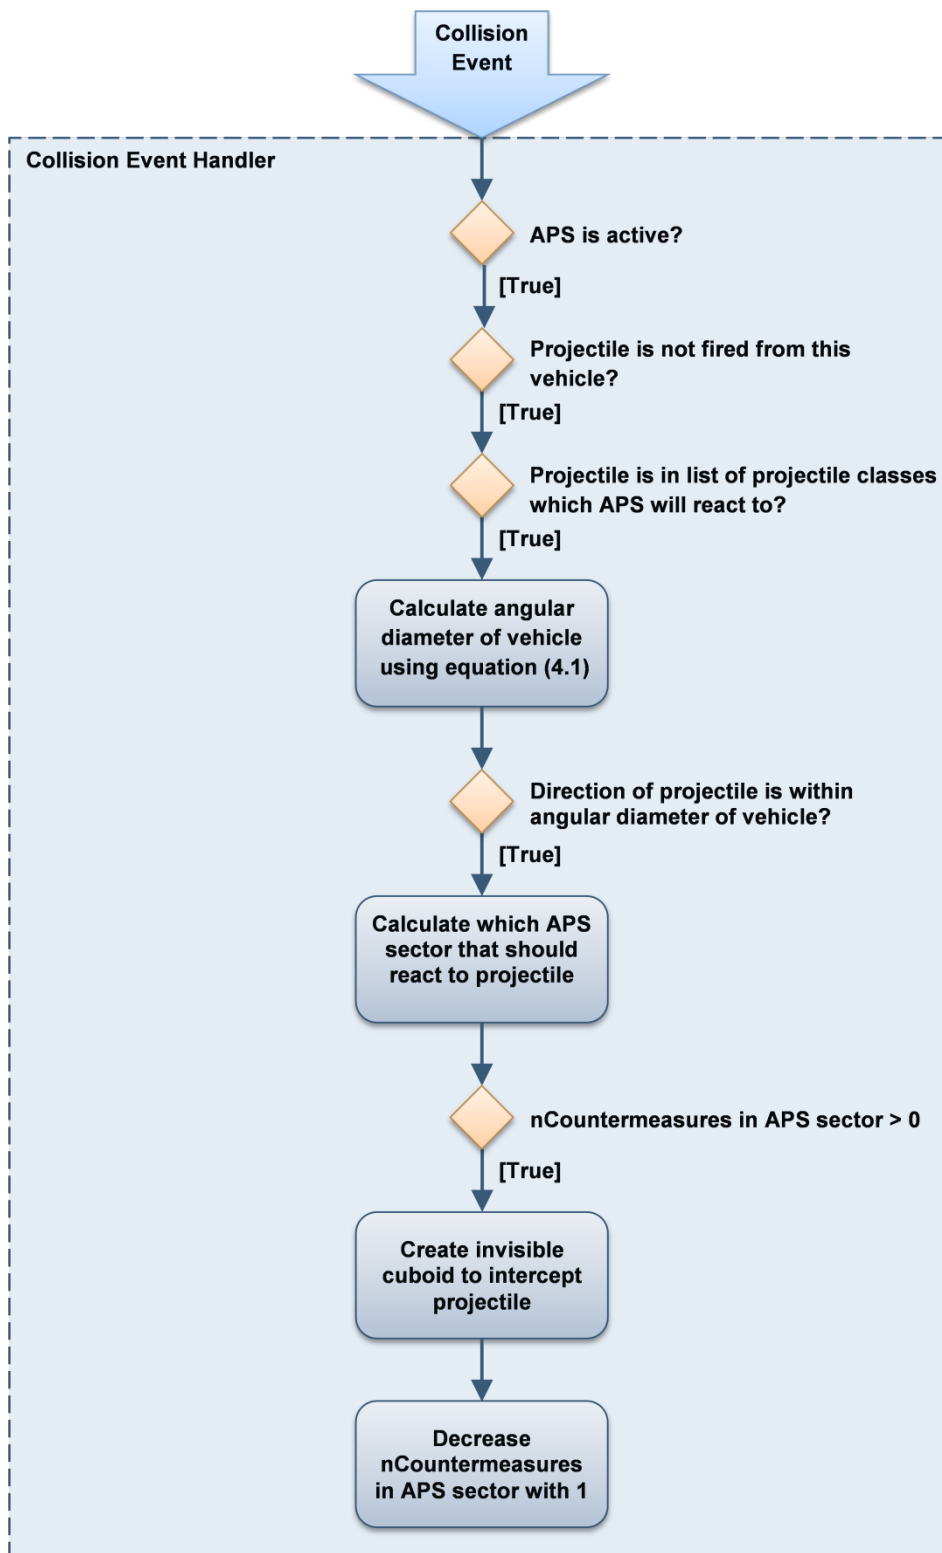 Collision
Event
Collision Event Handler
APS is active?
[True]
Projectile is not fired from this
vehicle?
[True]
Projectile is in list of projectile classes
which APS will react to?
[True]
Calculate angular
diameter of vehicle
using equation (4.1)
Direction of projectile is within
angular diameter of vehicle?
[True]
Calculate which APS
sector that should
react to projectile
nCountermeasures in APS sector > 0
[True]
Create invisible
cuboid to intercept
projectile
Decrease
nCountermeasures
in APS sector with 1